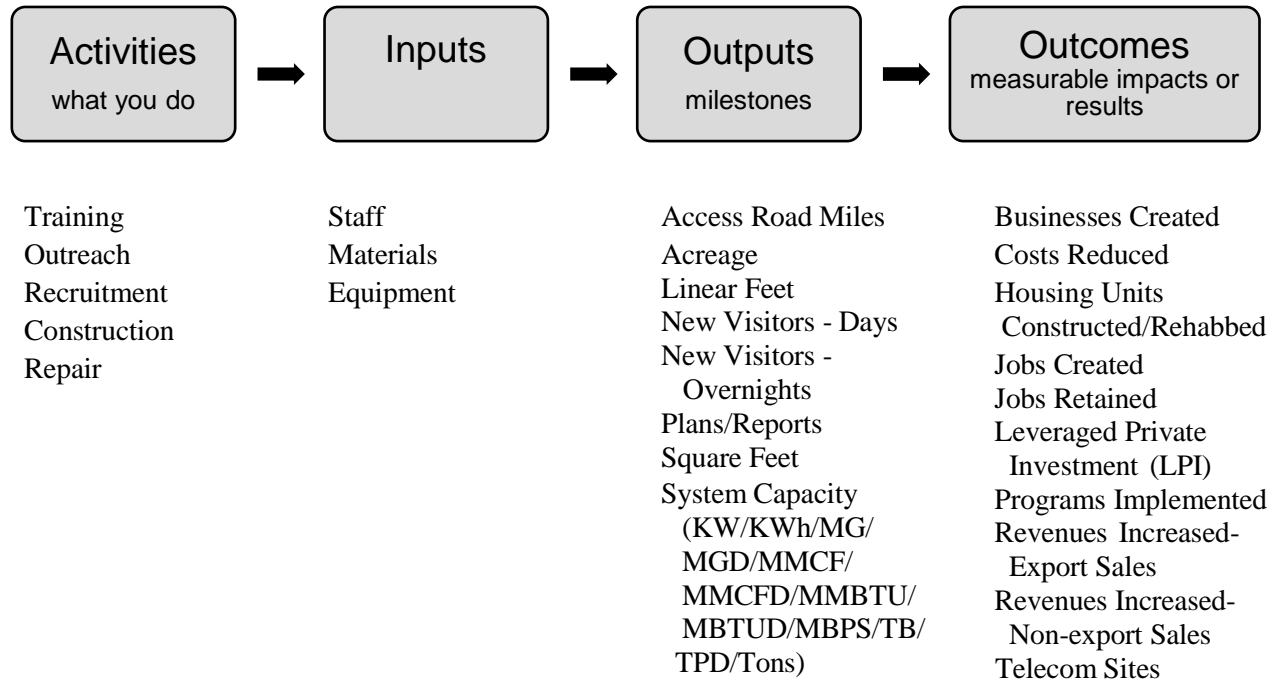 Activities
what you do
Inputs
Outputs
milestones
Outcomes
measurable impacts or
results
Training
Outreach
Recruitment
Construction
Repair
Staff
Materials
Equipment
Access Road Miles
Acreage
Linear Feet
New Visitors - Days
New Visitors -
Overnights
Plans/Reports
Square Feet
System Capacity
(KW/KWh/MG/
MGD/MMCF/
MMCFD/MMBTU/
MBTUD/MBPS/TB/
TPD/Tons)
Businesses Created
Costs Reduced
Housing Units
Constructed/Rehabbed
Jobs Created
Jobs Retained
Leveraged Private
Investment (LPI)
Programs Implemented
Revenues Increased-
Export Sales
Revenues Increased-
Non-export Sales
Telecom Sites